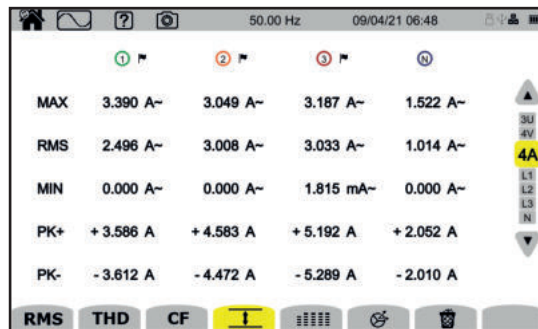 ? 50.00 Hz 09/04/21 06:48
1 2 3 N
MAX 3.390 A~ 3.049 A~ 3.187 A~ 1.522 A~
RMS 2.496 A~ 3.008 A~ 3.033 A~ 1.014 A~
MIN 0.000 A~ 0.000 A~ 1.815 mA~ 0.000 A~
PK+ + 3.586 A + 4.583 A + 5.192 A + 2.052 A
PK- - 3.612 A - 4.472 A - 5.289 A - 2.010 A
3U
4V
4A
L1
L2
L3
N
RMS THD CF